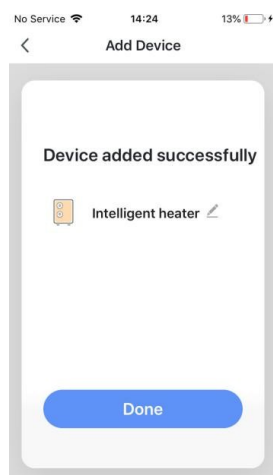 No Service 14:24 13%
Add Device
Device added successfully
Intelligent heater
Done